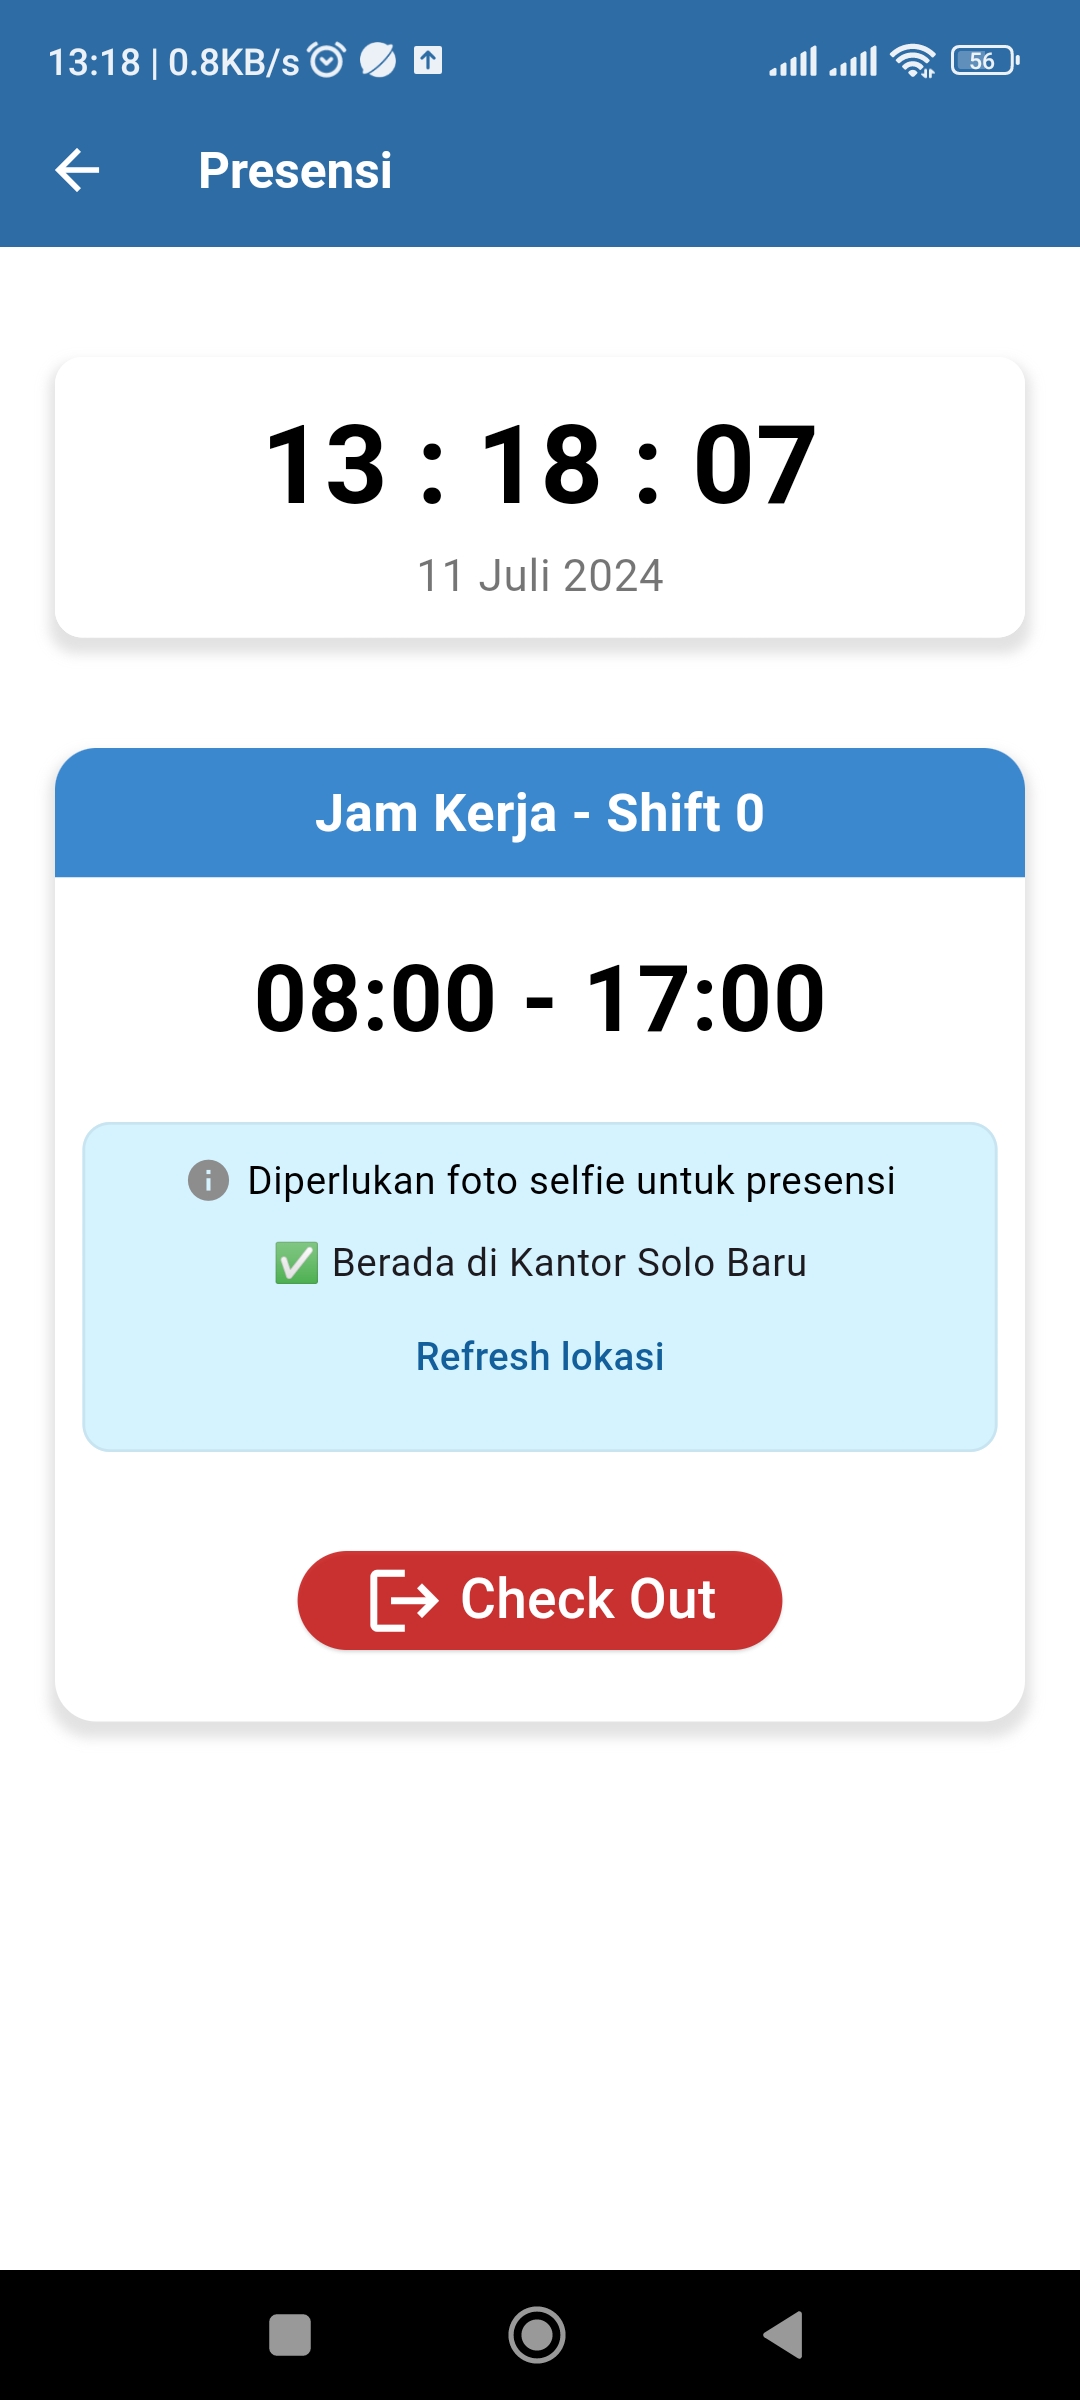 13:18 | 0.8KB/s
56
Presensi
13 : 18 : 07
11 Juli 2024
Jam Kerja - Shift 0
08:00 - 17:00
Diperlukan foto selfie untuk presensi
✅ Berada di Kantor Solo Baru
Refresh lokasi
Check Out